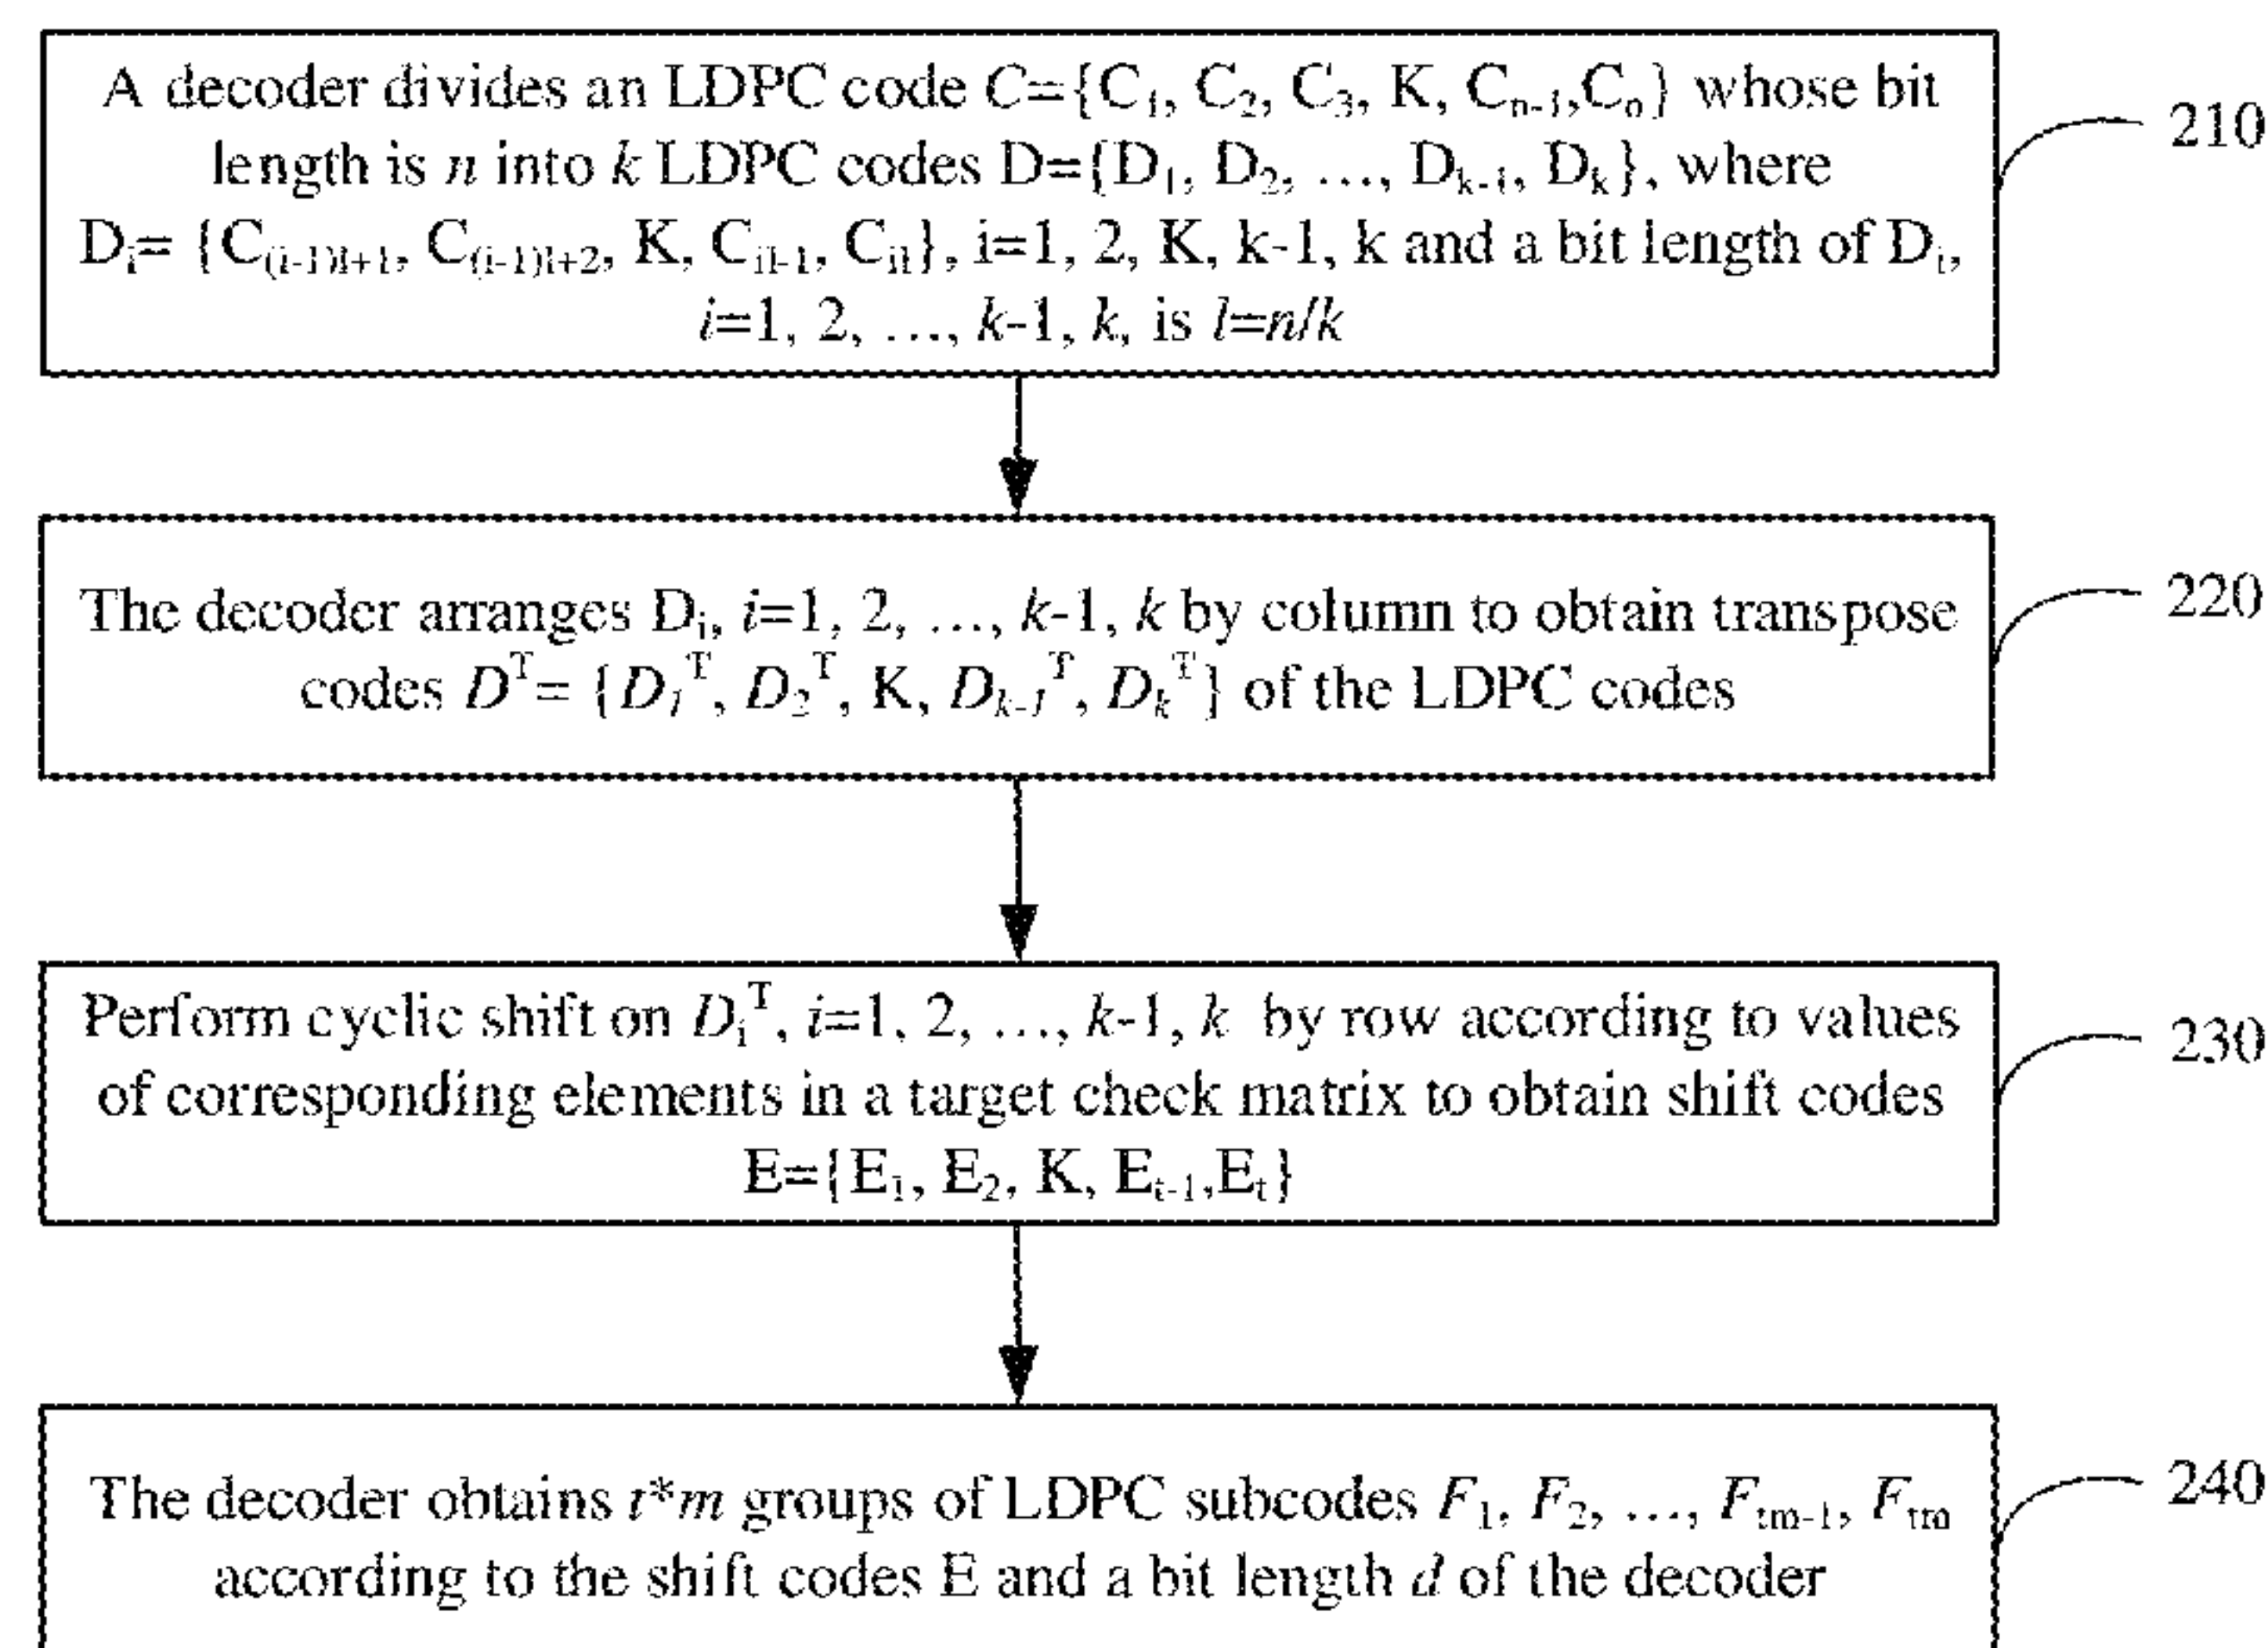 A decoder divides an LDPC code C={C₁, C₂, C₃, K, Cₙ₋₁,Cₙ} whose bit
length is n into k LDPC codes D={D₁, D₂, …, Dₖ₋₁, Dₖ}, where
Dᵢ= {C₍ᵢ₋₁₎ₗ₊₁, C₍ᵢ₋₁₎ₗ₊₂, K, Cᵢₗ₋₁, Cᵢₗ}, i=1, 2, K, k-1, k and a bit length of Dᵢ,
i=1, 2, …, k-1, k, is l=n/k
210
The decoder arranges Dᵢ, i=1, 2, …, k-1, k by column to obtain transpose
codes Dᵀ= {D₁ᵀ, D₂ᵀ, K, Dₖ₋₁ᵀ, Dₖᵀ} of the LDPC codes
220
Perform cyclic shift on Dᵢᵀ, i=1, 2, …, k-1, k by row according to values
of corresponding elements in a target check matrix to obtain shift codes
E={E₁, E₂, K, Eₜ₋₁,Eₜ}
230
The decoder obtains t*m groups of LDPC subcodes F₁, F₂, …, Fₜₘ₋₁, Fₜₘ
according to the shift codes E and a bit length d of the decoder
240